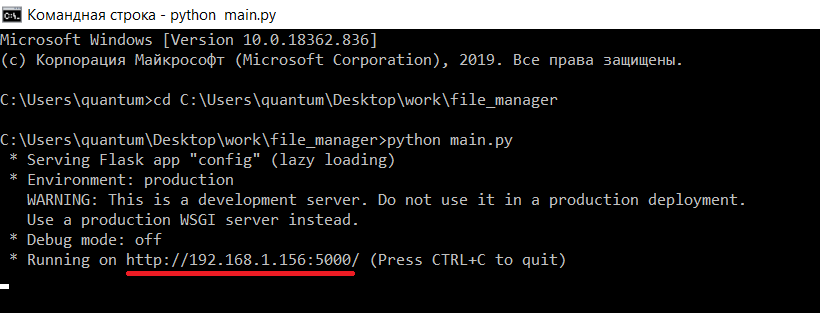 Командная строка - python  main.py
Microsoft Windows [Version 10.0.18362.836]
(c) Корпорация Майкрософт (Microsoft Corporation), 2019. Все права защищены.
C:\Users\quantum>cd C:\Users\quantum\Desktop\work\file_manager
C:\Users\quantum\Desktop\work\file_manager>python main.py
 * Serving Flask app "config" (lazy loading)
 * Environment: production
   WARNING: This is a development server. Do not use it in a production deployment.
   Use a production WSGI server instead.
 * Debug mode: off
 * Running on http://192.168.1.156:5000/ (Press CTRL+C to quit)